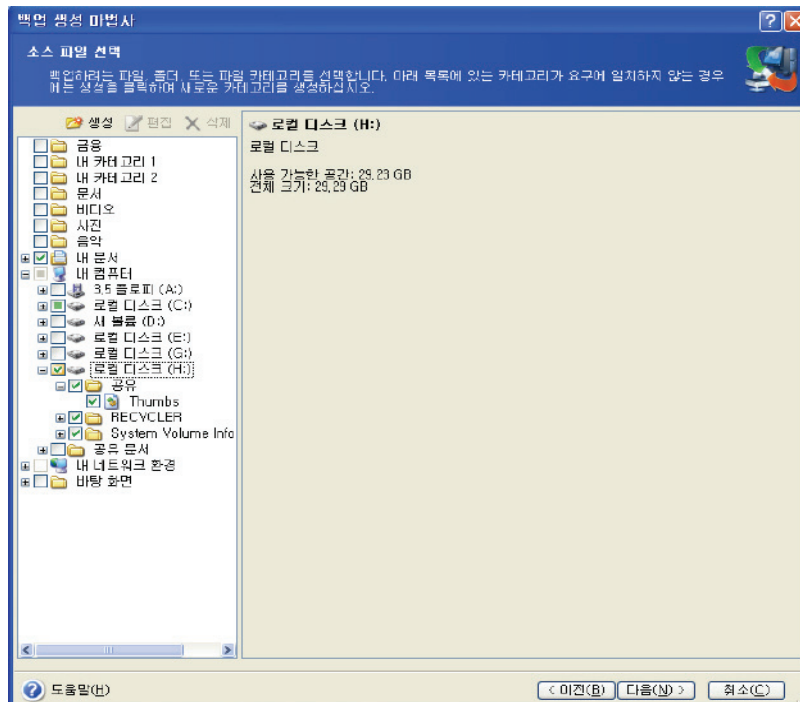 백업 생성 마법사
소스 파일 선택
백업하려는 파일, 폴더, 또는 파일 카테고리를 선택합니다. 아래 목록에 있는 카테고리가 요구에 일치하지 않는 경우
에는 생성을 클릭하여 새로운 카테고리를 생성하십시오.
생성 편집 삭제
로컬 디스크 (H:)
로컬 디스크
사용 가능한 공간: 29.23 GB
전체 크기: 29.29 GB
금융
내 카테고리 1
내 카테고리 2
문서
비디오
사진
음악
내 문서
내 컴퓨터
3.5 플로피 (A:)
로컬 디스크 (C:)
새 볼륨 (D:)
로컬 디스크 (E:)
로컬 디스크 (G:)
로컬 디스크 (H:)
공유
Thumbs
RECYCLER
System Volume Info
공유 문서
내 네트워크 환경
바탕 화면
도움말(H)
< 이전(B) 다음(N) > 취소(C)